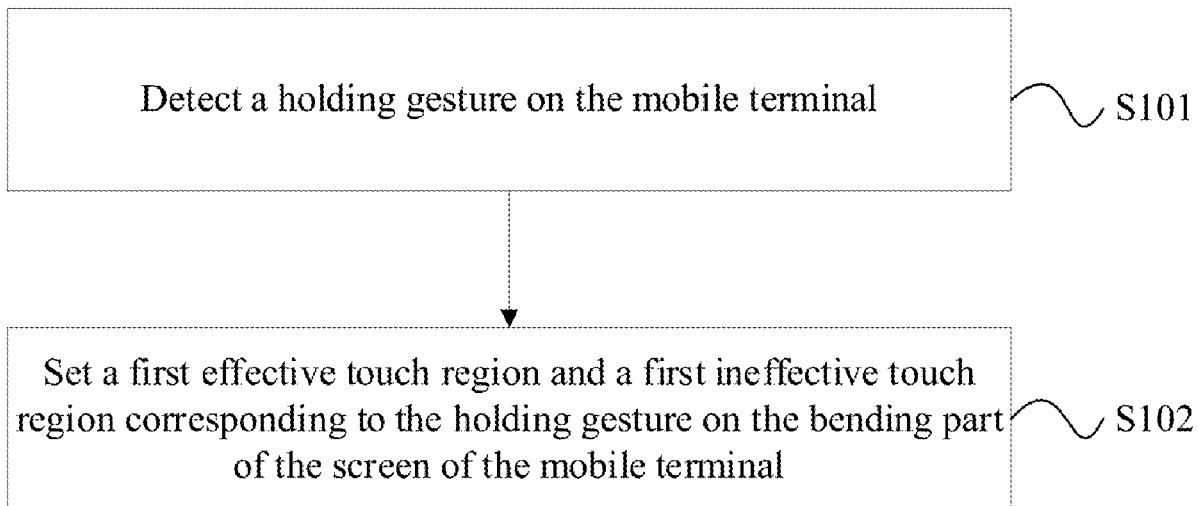 Detect a holding gesture on the mobile terminal
S101
Set a first effective touch
region and a first ineffective touch
region corresponding to the holding gesture on the bending part
of the screen of the mobile terminal
S102